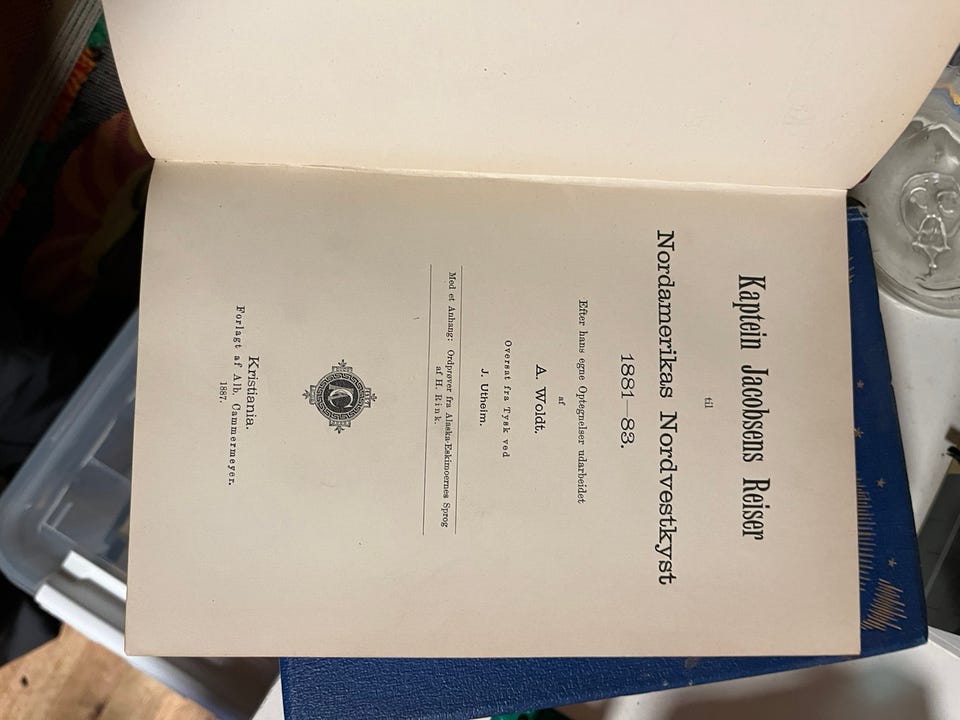 Kaptein Jacobsens Reiser
til
Nordamerikas Nordvestkyst
1881—83.
Efter hans egne Optegnelser udarbeidet
af
A. Woldt.
Oversat fra Tysk ved
J. Utheim.
Med et Anhang: Ordprøver fra Alaska-Eskimoernes Sprog
af H. Rink.
Kristiania.
Forlagt af Alb. Cammermeyer.
1887.